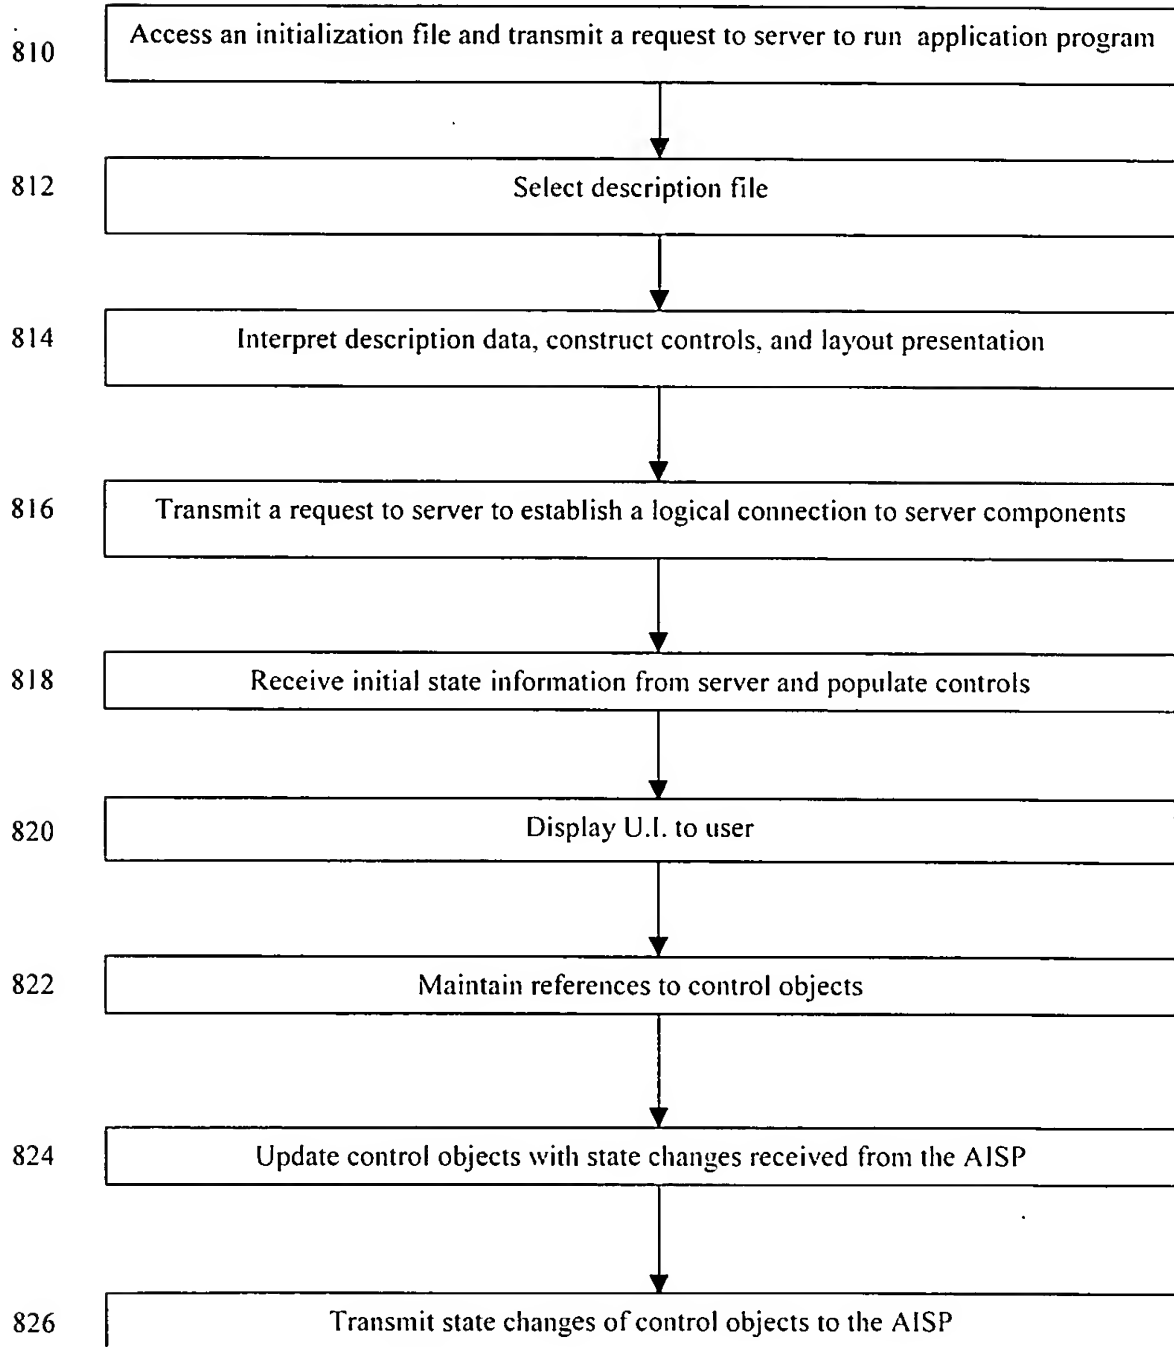 810 Access an initialization file and transmit a request to server to run application program
812 Select description file
814 Interpret description data, construct controls, and layout presentation
816 Transmit a request to server to establish a logical connection to server components
818 Receive initial state information from server and populate controls
820 Display U.I. to user
822 Maintain references to control objects
824 Update control objects with state changes received from the AISP
826 Transmit state changes of control objects to the AISP